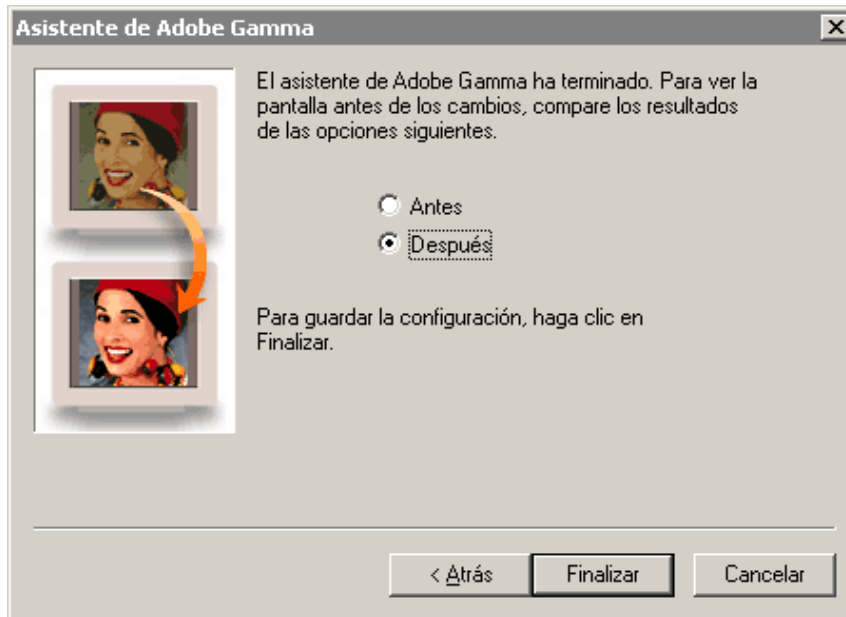 Asistente de Adobe Gamma
El asistente de Adobe Gamma ha terminado. Para ver la
pantalla antes de los cambios, compare los resultados
de las opciones siguientes.
Antes
Después
Para guardar la configuración, haga clic en
Finalizar.
< Atrás
Finalizar
Cancelar